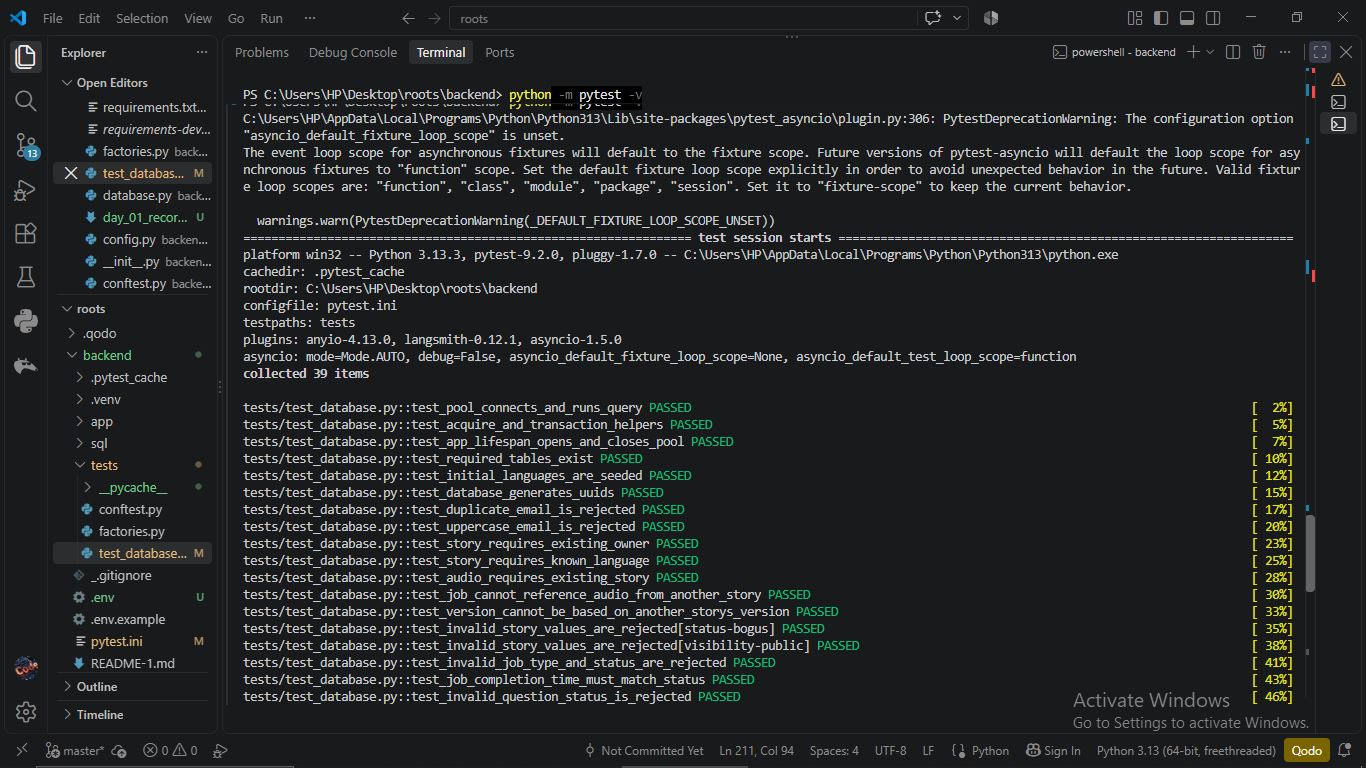 File Edit Selection View Go Run ··· roots
Explorer ···
Open Editors
requirements.txt...
requirements-dev...
factories.py back...
test_databas... M
database.py back...
day_01_recor... U
config.py backen...
__init__.py backen...
conftest.py backe...
roots
.qodo
backend
.pytest_cache
.venv
app
sql
tests
__pycache__
conftest.py
factories.py
test_database... M
_.gitignore
.env U
.env.example
pytest.ini M
README-1.md
Outline
Timeline
13
Problems Debug Console Terminal Ports
powershell - backend
PS C:\Users\HP\Desktop\roots\backend> python -m pytest -v
C:\Users\HP\AppData\Local\Programs\Python\Python313\Lib\site-packages\pytest_asyncio\plugin.py:306: PytestDeprecationWarning: The configuration option
"asyncio_default_fixture_loop_scope" is unset.
The event loop scope for asynchronous fixtures will default to the fixture scope. Future versions of pytest-asyncio will default the loop scope for asy
nchronous fixtures to "function" scope. Set the default fixture loop scope explicitly in order to avoid unexpected behavior in the future. Valid fixtur
e loop scopes are: "function", "class", "module", "package", "session". Set it to "fixture-scope" to keep the current behavior.
warnings.warn(PytestDeprecationWarning(_DEFAULT_FIXTURE_LOOP_SCOPE_UNSET))
test session starts
platform win32 -- Python 3.13.3, pytest-9.2.0, pluggy-1.7.0 -- C:\Users\HP\AppData\Local\Programs\Python\Python313\python.exe
cachedir: .pytest_cache
rootdir: C:\Users\HP\Desktop\roots\backend
configfile: pytest.ini
testpaths: tests
plugins: anyio-4.13.0, langsmith-0.12.1, asyncio-1.5.0
asyncio: mode=Mode.AUTO, debug=False, asyncio_default_fixture_loop_scope=None, asyncio_default_test_loop_scope=function
collected 39 items
tests/test_database.py::test_pool_connects_and_runs_query PASSED [ 2%]
tests/test_database.py::test_acquire_and_transaction_helpers PASSED [ 5%]
tests/test_database.py::test_app_lifespan_opens_and_closes_pool PASSED [ 7%]
tests/test_database.py::test_required_tables_exist PASSED [ 10%]
tests/test_database.py::test_initial_languages_are_seeded PASSED [ 12%]
tests/test_database.py::test_database_generates_uuids PASSED [ 15%]
tests/test_database.py::test_duplicate_email_is_rejected PASSED [ 17%]
tests/test_database.py::test_uppercase_email_is_rejected PASSED [ 20%]
tests/test_database.py::test_story_requires_existing_owner PASSED [ 23%]
tests/test_database.py::test_story_requires_known_language PASSED [ 25%]
tests/test_database.py::test_audio_requires_existing_story PASSED [ 28%]
tests/test_database.py::test_job_cannot_reference_audio_from_another_story PASSED [ 30%]
tests/test_database.py::test_version_cannot_be_based_on_another_storys_version PASSED [ 33%]
tests/test_database.py::test_invalid_story_values_are_rejected[status-bogus] PASSED [ 35%]
tests/test_database.py::test_invalid_story_values_are_rejected[visibility-public] PASSED [ 38%]
tests/test_database.py::test_invalid_job_type_and_status_are_rejected PASSED [ 41%]
tests/test_database.py::test_job_completion_time_must_match_status PASSED [ 43%]
tests/test_database.py::test_invalid_question_status_is_rejected PASSED [ 46%]
Activate Windows
Go to Settings to activate Windows.
master* 0 0 Not Committed Yet Ln 211, Col 94 Spaces: 4 UTF-8 LF Python Sign In Python 3.13 (64-bit, freethreaded) Qodo